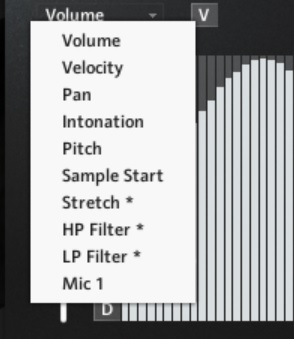 Volume
V
Volume
Velocity
Pan
Intonation
Pitch
Sample Start
Stretch *
HP Filter *
LP Filter *
Mic 1
D